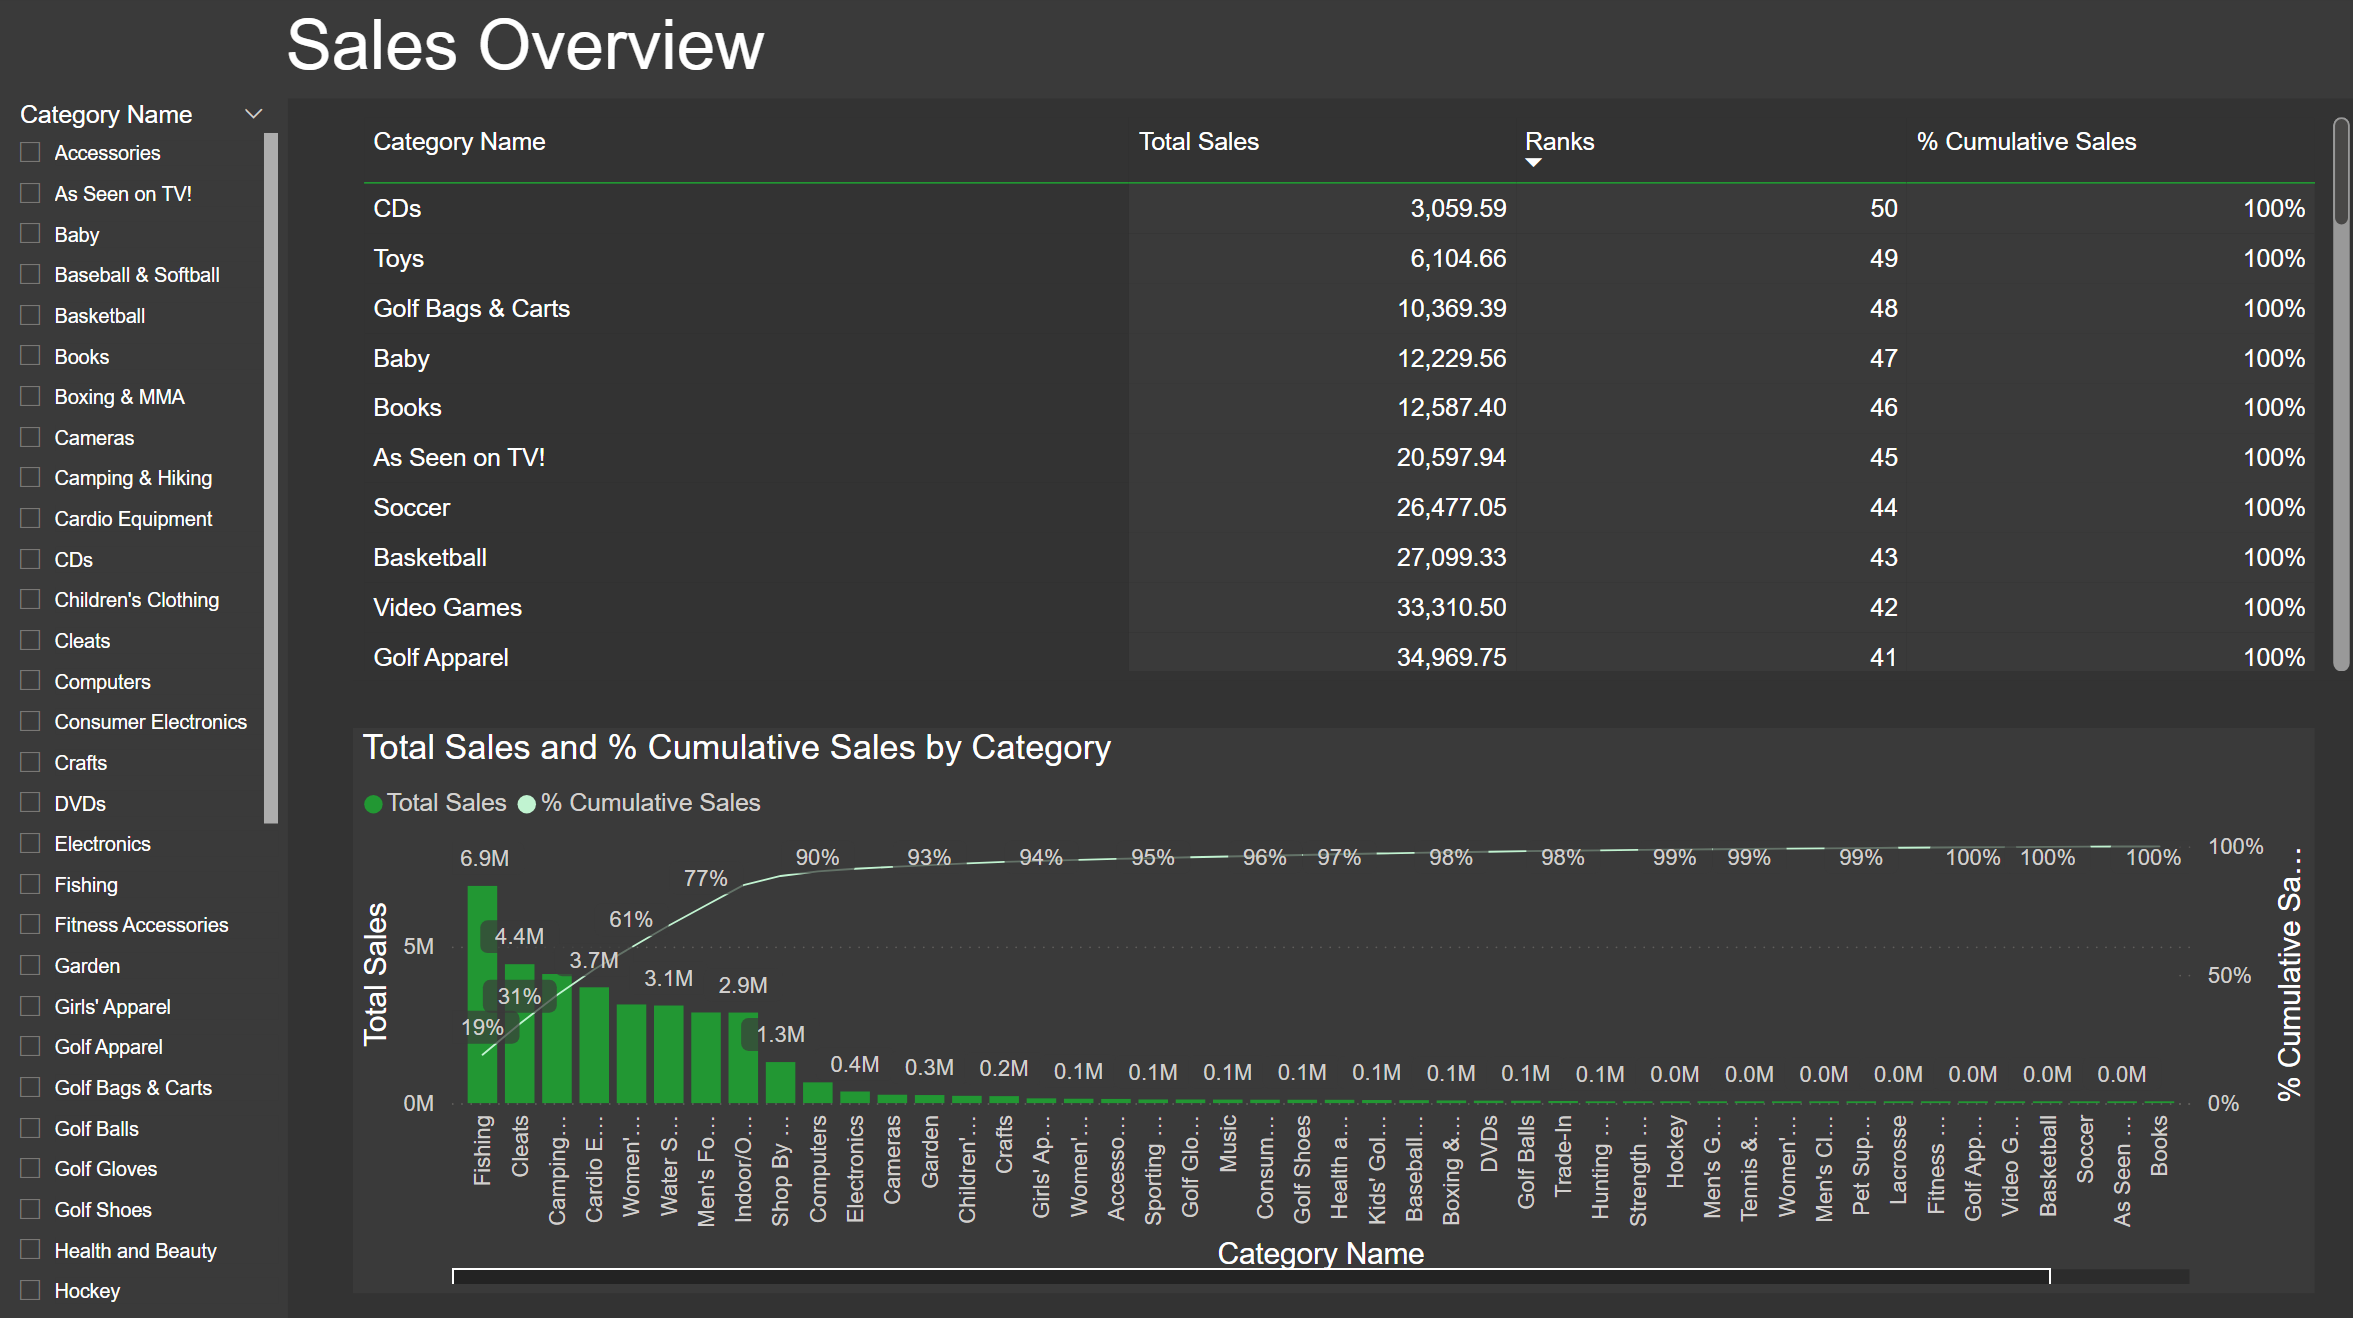 Sales Overview
Category Name
Accessories
As Seen on TV!
Baby
Baseball & Softball
Basketball
Books
Boxing & MMA
Cameras
Camping & Hiking
Cardio Equipment
CDs
Children's Clothing
Cleats
Computers
Consumer Electronics
Crafts
DVDs
Electronics
Fishing
Fitness Accessories
Garden
Girls' Apparel
Golf Apparel
Golf Bags & Carts
Golf Balls
Golf Gloves
Golf Shoes
Health and Beauty
Hockey
Category Name Total Sales Ranks % Cumulative Sales
CDs 3,059.59 50 100%
Toys 6,104.66 49 100%
Golf Bags & Carts 10,369.39 48 100%
Baby 12,229.56 47 100%
Books 12,587.40 46 100%
As Seen on TV! 20,597.94 45 100%
Soccer 26,477.05 44 100%
Basketball 27,099.33 43 100%
Video Games 33,310.50 42 100%
Golf Apparel 34,969.75 41 100%
Total Sales and % Cumulative Sales by Category
Total Sales % Cumulative Sales
Total Sales
5M
0M
6.9M
4.4M
3.7M
3.1M
2.9M
1.3M
0.4M
0.3M
0.2M
0.1M
0.1M
0.1M
0.1M
0.1M
0.1M
0.1M
0.1M
0.0M
0.0M
0.0M
0.0M
0.0M
0.0M
0.0M
19%
31%
61%
77%
90%
93%
94%
95%
96%
97%
98%
98%
99%
99%
99%
100%
100%
100%
100%
50%
0%
% Cumulative Sa...
Fishing
Cleats
Camping...
Cardio E...
Women'...
Water S...
Men's Fo...
Indoor/O...
Shop By ...
Computers
Electronics
Cameras
Garden
Children'...
Crafts
Girls' Ap...
Women'...
Accesso...
Sporting ...
Golf Glo...
Music
Consum...
Golf Shoes
Health a...
Kids' Gol...
Baseball...
Boxing &...
DVDs
Golf Balls
Trade-In
Hunting ...
Strength ...
Hockey
Men's G...
Tennis &...
Women'...
Men's Cl...
Pet Sup...
Lacrosse
Fitness ...
Golf App...
Video G...
Basketball
Soccer
As Seen ...
Books
Category Name